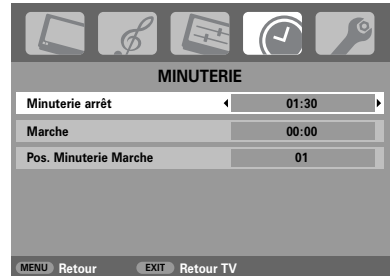 MINUTERIE
Minuterie arrêt 01:30
Marche 00:00
Pos. Minuterie Marche 01
MENU Retour EXIT Retour TV